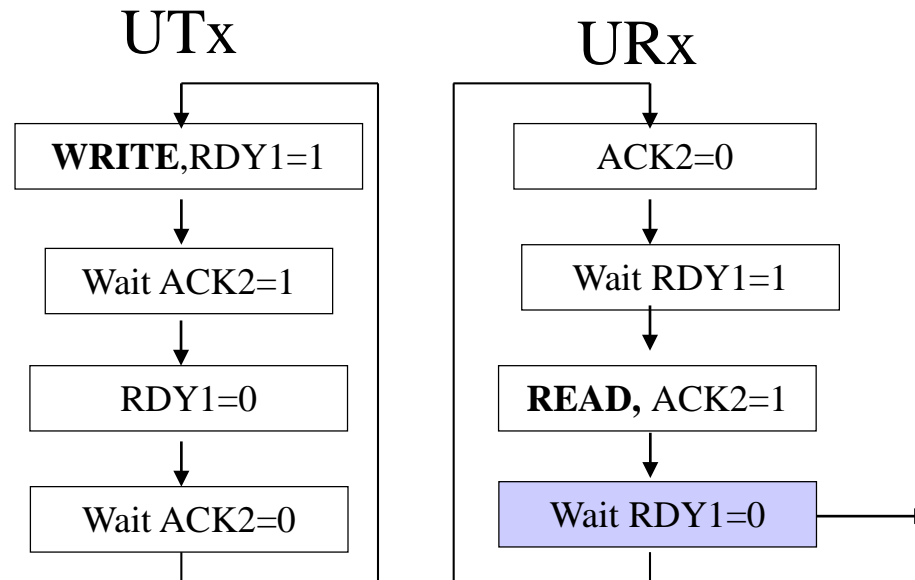 UTx
WRITE,RDY1=1
Wait ACK2=1
RDY1=0
Wait ACK2=0
URx
ACK2=0
Wait RDY1=1
READ, ACK2=1
Wait RDY1=0